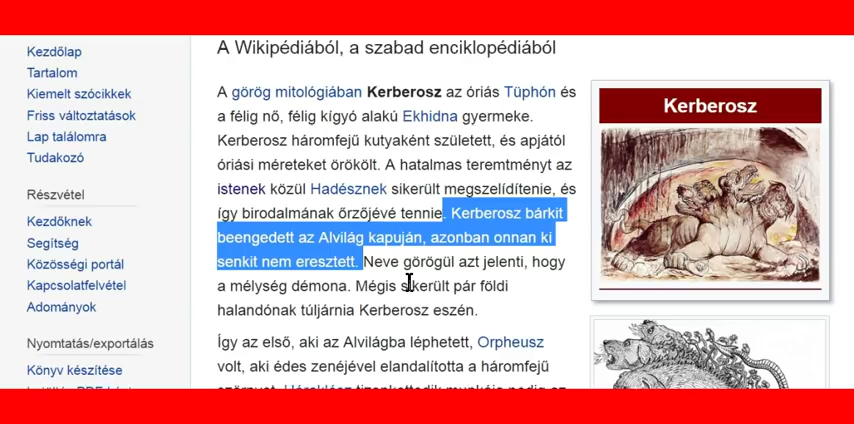 Kezdőlap
Tartalom
Kiemelt szócikkek
Friss változtatások
Lap találomra
Tudakozó
Részvétel
Kezdőknek
Segítség
Közösségi portál
Kapcsolatfelvétel
Adományok
Nyomtatás/exportálás
Könyv készítése
A Wikipédiából, a szabad enciklopédiából
A görög mitológiában Kerberosz az óriás Tüphón és
a félig nő, félig kígyó alakú Ekhidna gyermeke.
Kerberosz háromfejű kutyaként született, és apjától
óriási méreteket örökölt. A hatalmas teremtményt az
istenek közül Hadésznek sikerült megszelídítenie, és
így birodalmának őrzőjévé tennie. Kerberosz bárkit
beengedett az Alvilág kapuján, azonban onnan ki
senkit nem eresztett. Neve görögül azt jelenti, hogy
a mélység démona. Mégis sikerült pár földi
halandónak túljárnia Kerberosz eszén.
Így az első, aki az Alvilágba léphetett, Orpheusz
volt, aki édes zenéjével elandalította a háromfejű
Kerberosz